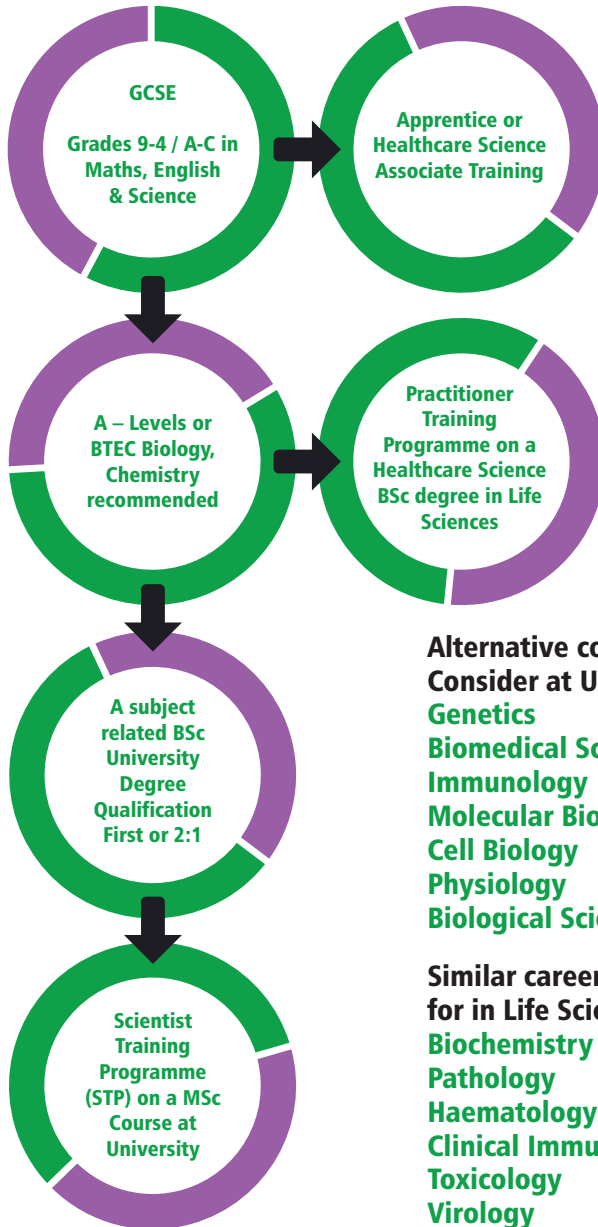 GCSE
Grades 9-4 / A-C in
Maths, English
& Science
Apprentice or
Healthcare Science
Associate Training
A – Levels or
BTEC Biology,
Chemistry
recommended
Practitioner
Training
Programme on a
Healthcare Science
BSc degree in Life
Sciences
A subject
related BSc
University
Degree
Qualification
First or 2:1
Scientist
Training
Programme
(STP) on a MSc
Course at
University
Alternative
Consider at
Genetics
Biomedical
Immunology
Molecular
Cell Biology
Physiology
Biological
Similar
for in Life
Biochemistry
Pathology
Haematology
Clinical
Toxicology
Virology